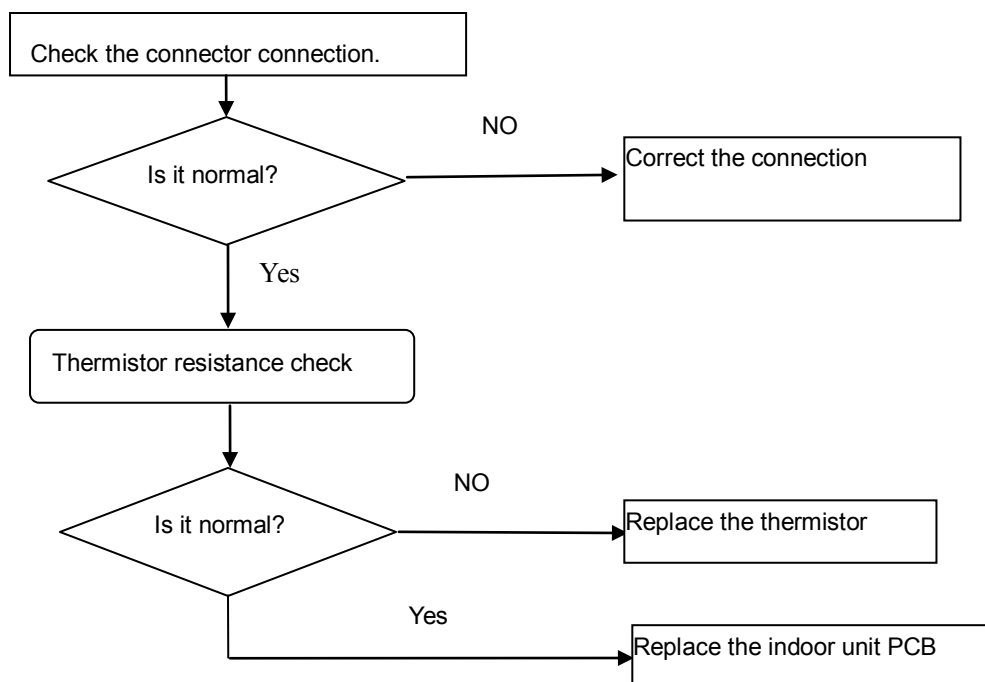 Check the connector connection.
NO
Is it normal?
Correct the connection
Yes
Thermistor resistance check
NO
Is it normal?
Replace the thermistor
Yes
Replace the indoor unit PCB